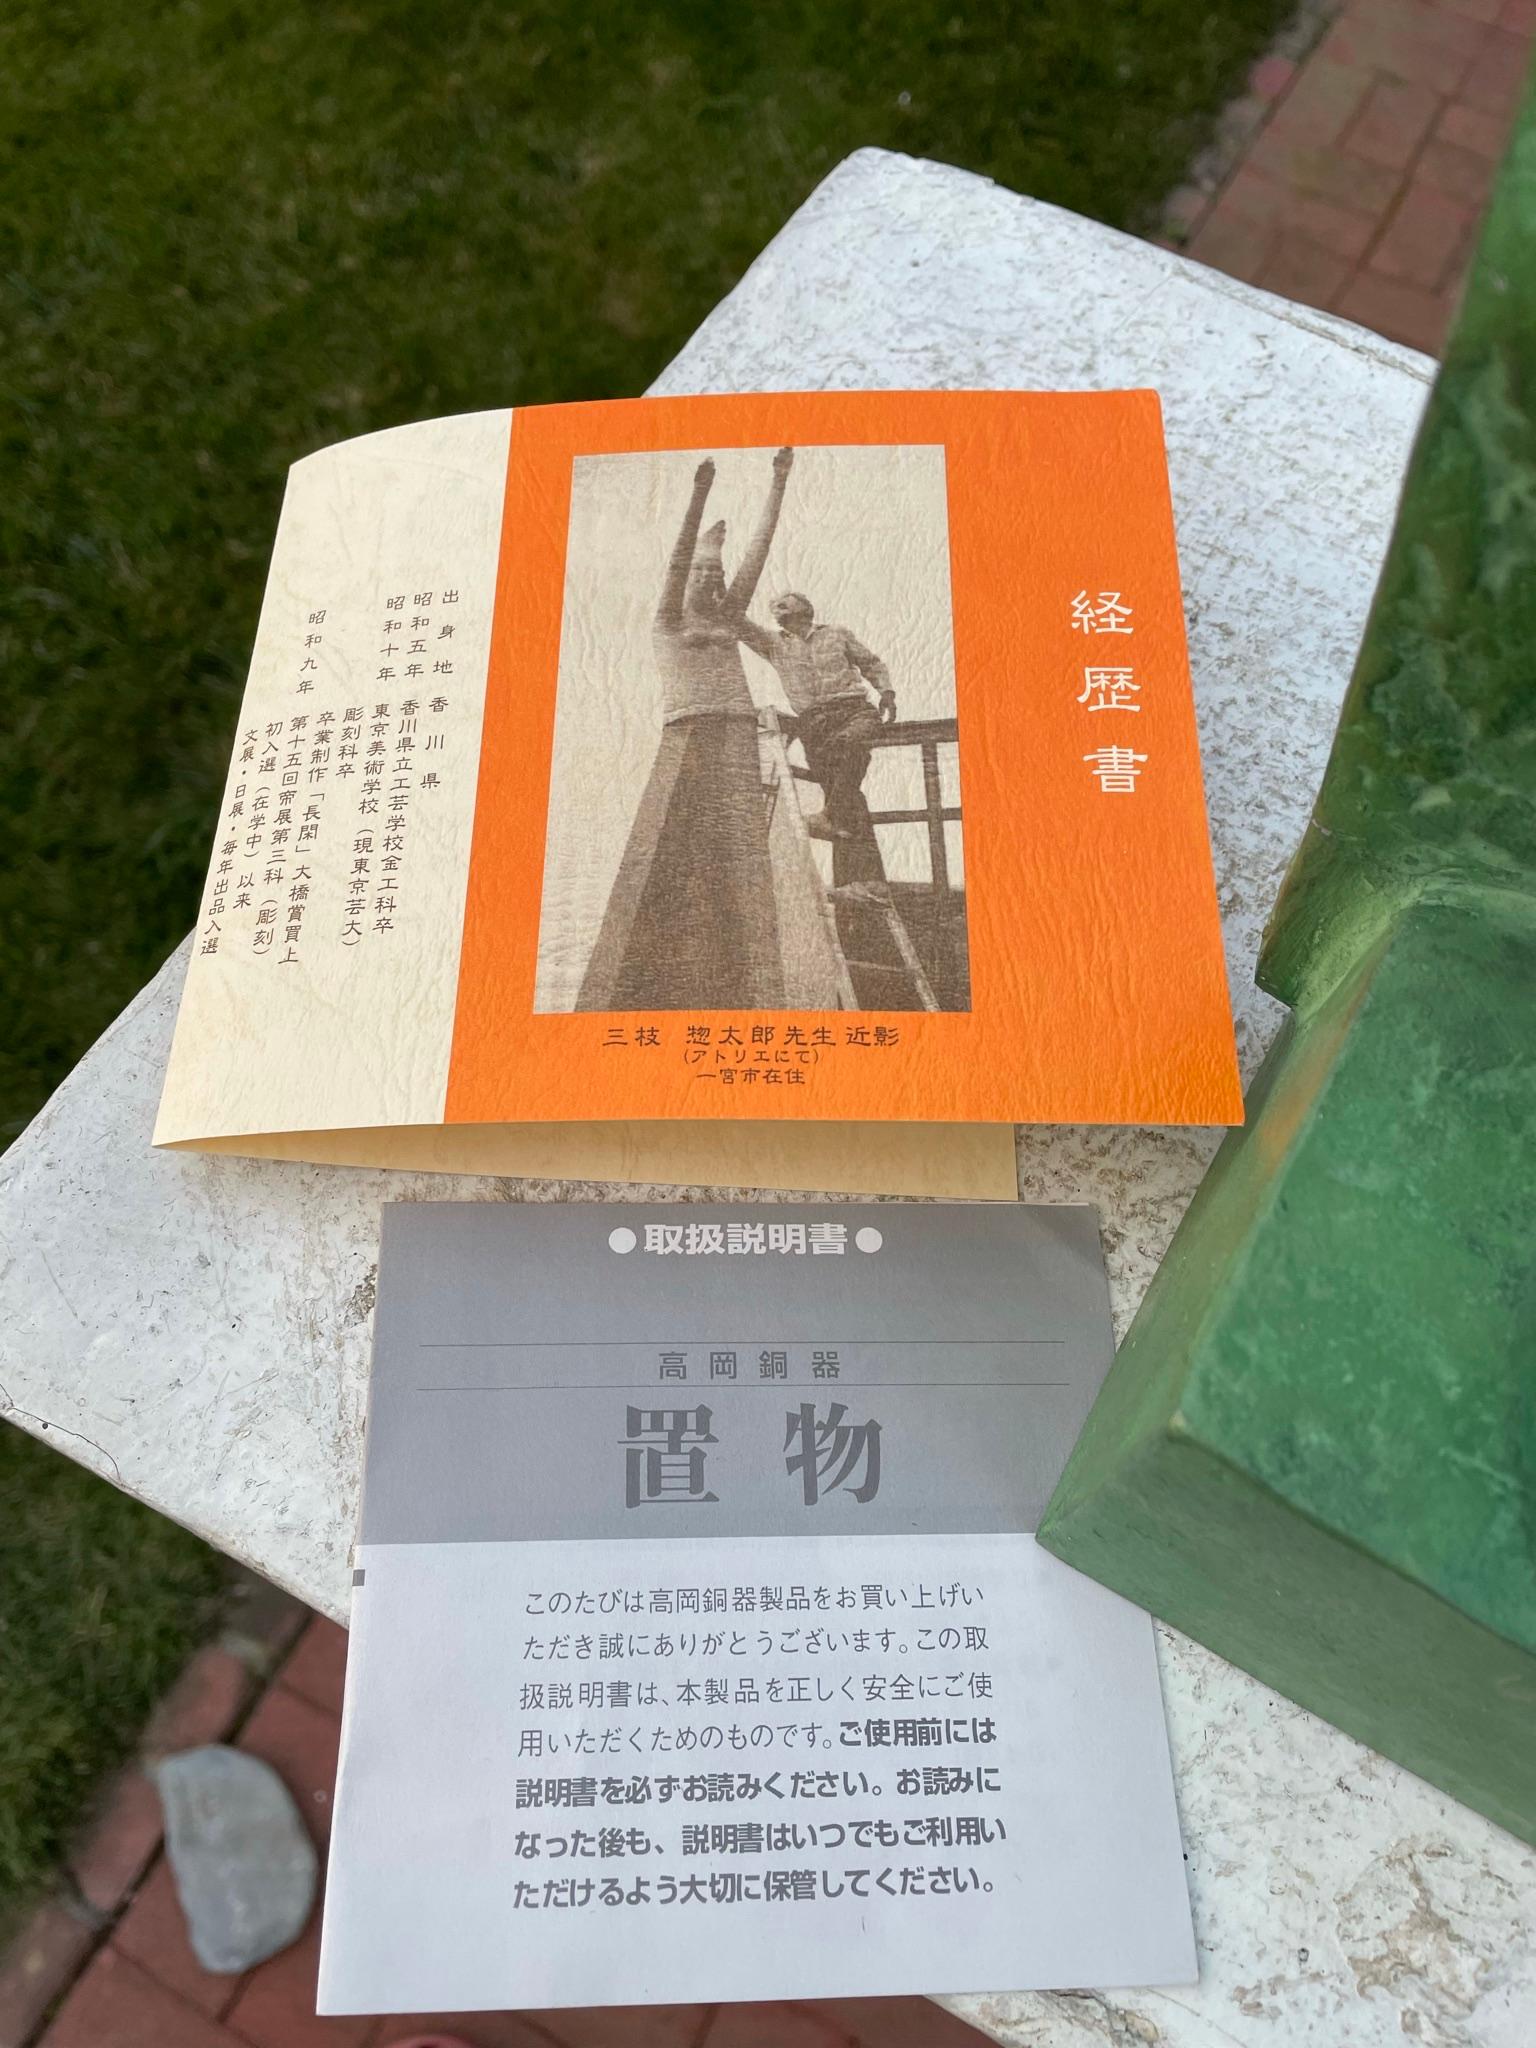 経歴書
三枝 惣太郎先生近影
(アトリエにて)
一宮市在住
出身地 香川県
昭和五年 香川県立工芸学校金工科卒
昭和十年 東京美術学校(現東京芸大)
彫刻科卒
卒業制作「長閑」大橋賞買上
昭和九年 第十五回帝展第三科(彫刻)
初入選(在学中)以来
文展・日展・毎年出品入選
●取扱説明書●
高岡銅器
置物
このたびは高岡銅器製品をお買い上げい
ただき誠にありがとうございます。この取
扱説明書は、本製品を正しく安全にご使
用いただくためのものです。ご使用前には
説明書を必ずお読みください。お読みに
なった後も、説明書はいつでもご利用い
ただけるよう大切に保管してください。